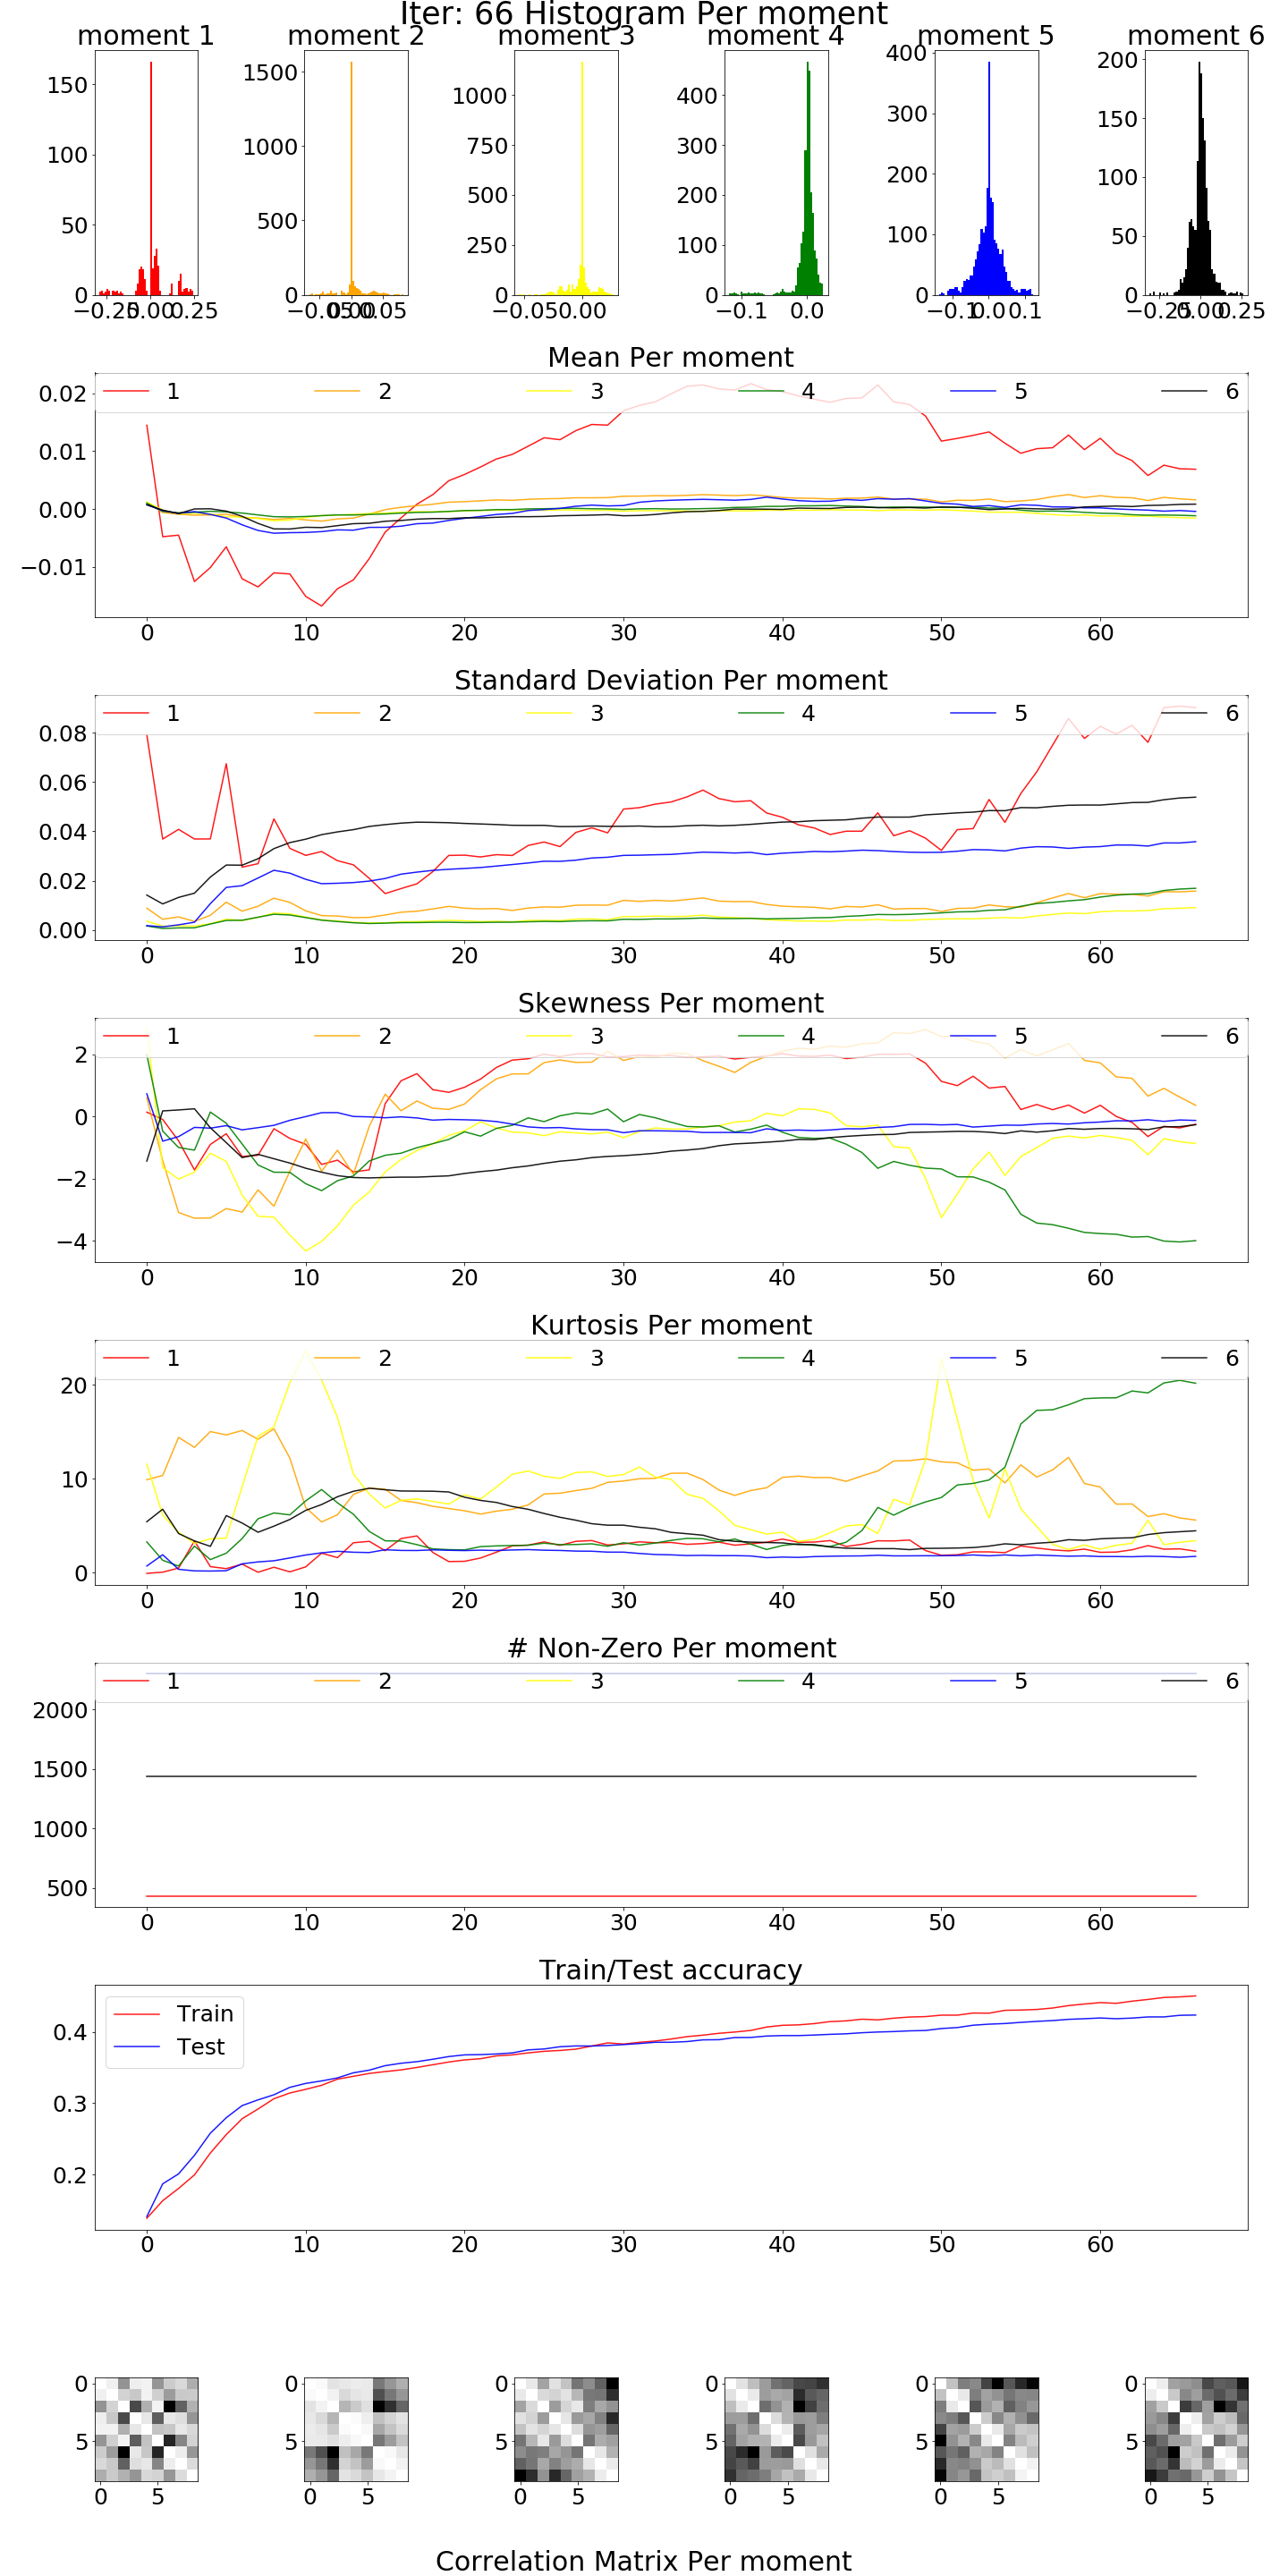 Iter: 66 Histogram Per moment
moment 1 moment 2 moment 3 moment 4 moment 5 moment 6
150 100 50 0
1500 1000 500 0
1000 750 500 250 0
400 300 200 100 0
400 300 200 100 0
200 150 100 50 0
−0.25 0.00 0.25 −0.05 0.00 0.05 −0.05 0.00 −0.1 0.0 −0.1 0.0 0.1 −0.25 0.00 0.25
Mean Per moment
1 2 3 4 5 6
0.02
0.01
0.00
−0.01
0 10 20 30 40 50 60
Standard Deviation Per moment
1 2 3 4 5 6
0.08
0.06
0.04
0.02
0.00
0 10 20 30 40 50 60
Skewness Per moment
1 2 3 4 5 6
2
0
−2
−4
0 10 20 30 40 50 60
Kurtosis Per moment
1 2 3 4 5 6
20
10
0
0 10 20 30 40 50 60
# Non-Zero Per moment
1 2 3 4 5 6
2000
1500
1000
500
0 10 20 30 40 50 60
Train/Test accuracy
Train
Test
0.4
0.3
0.2
0 10 20 30 40 50 60
0 0 0 0 0 0
5 5 5 5 5 5
0 5 0 5 0 5 0 5 0 5 0 5
Correlation Matrix Per moment